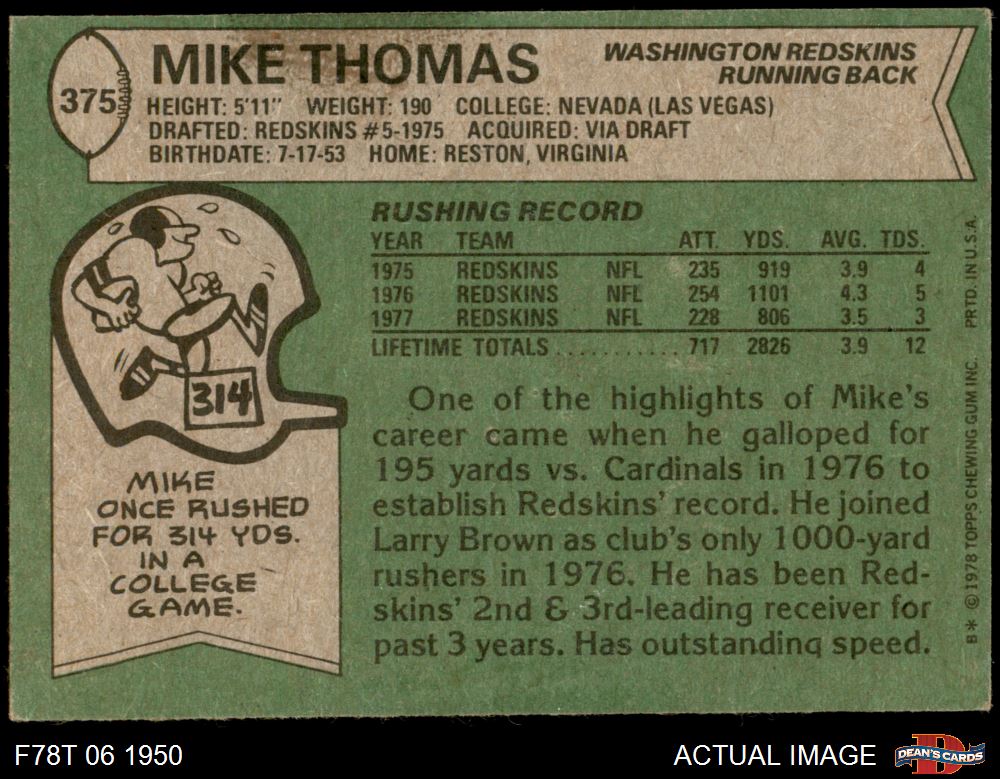 375
MIKE THOMAS
WASHINGTON REDSKINS
RUNNING BACK
HEIGHT: 5'11" WEIGHT: 190 COLLEGE: NEVADA (LAS VEGAS)
DRAFTED: REDSKINS #5-1975 ACQUIRED: VIA DRAFT
BIRTHDATE: 7-17-53 HOME: RESTON, VIRGINIA
RUSHING RECORD
YEAR TEAM ATT. YDS. AVG. TDS.
1975 REDSKINS NFL 235 919 3.9 4
1976 REDSKINS NFL 254 1101 4.3 5
1977 REDSKINS NFL 228 806 3.5 3
LIFETIME TOTALS ............ 717 2826 3.9 12
314
MIKE
ONCE RUSHED
FOR 314 YDS.
IN A
COLLEGE
GAME.
One of the highlights of Mike's
career came when he galloped for
195 yards vs. Cardinals in 1976 to
establish Redskins' record. He joined
Larry Brown as club's only 1000-yard
rushers in 1976. He has been Red-
skins' 2nd & 3rd-leading receiver for
past 3 years. Has outstanding speed.
B* © 1978 TOPPS CHEWING GUM INC. PRTD. IN U.S.A.
F78T 06 1950
ACTUAL IMAGE
D
DEAN'S CARDS